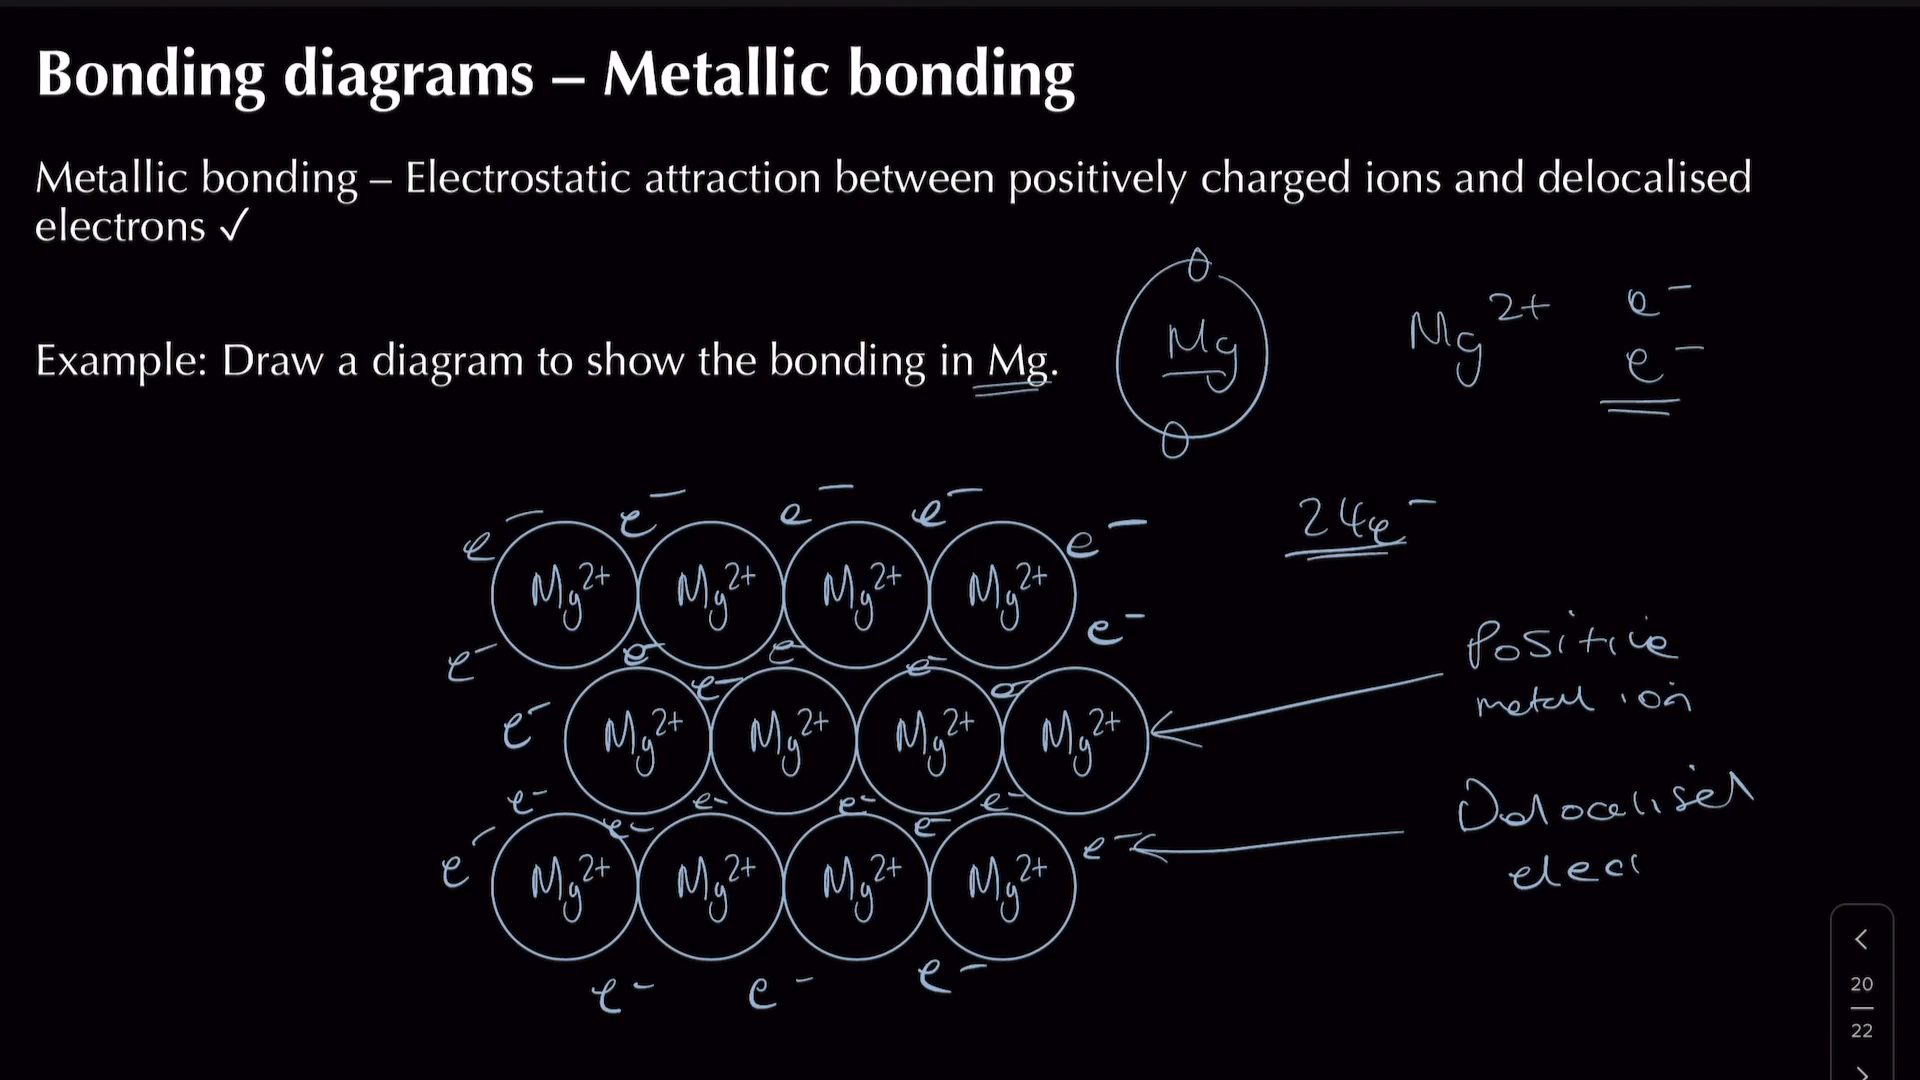 Bonding diagrams – Metallic bonding
Metallic bonding – Electrostatic attraction between positively charged ions and delocalised
electrons ✓
Example: Draw a diagram to show the bonding in Mg.
Mg
Mg²⁺ e⁻
e⁻
e⁻ e⁻ e⁻ e⁻ e⁻
24e⁻
Mg²⁺ Mg²⁺ Mg²⁺ Mg²⁺
e⁻
e⁻ e⁻ e⁻ e⁻
e⁻ e⁻
Positive
metal ion
e⁻ Mg²⁺ Mg²⁺ Mg²⁺ Mg²⁺
e⁻ e⁻ e⁻ e⁻
e⁻ e⁻
Delocalised
elec
e⁻ Mg²⁺ Mg²⁺ Mg²⁺ Mg²⁺ e⁻
e⁻ e⁻ e⁻
20
22